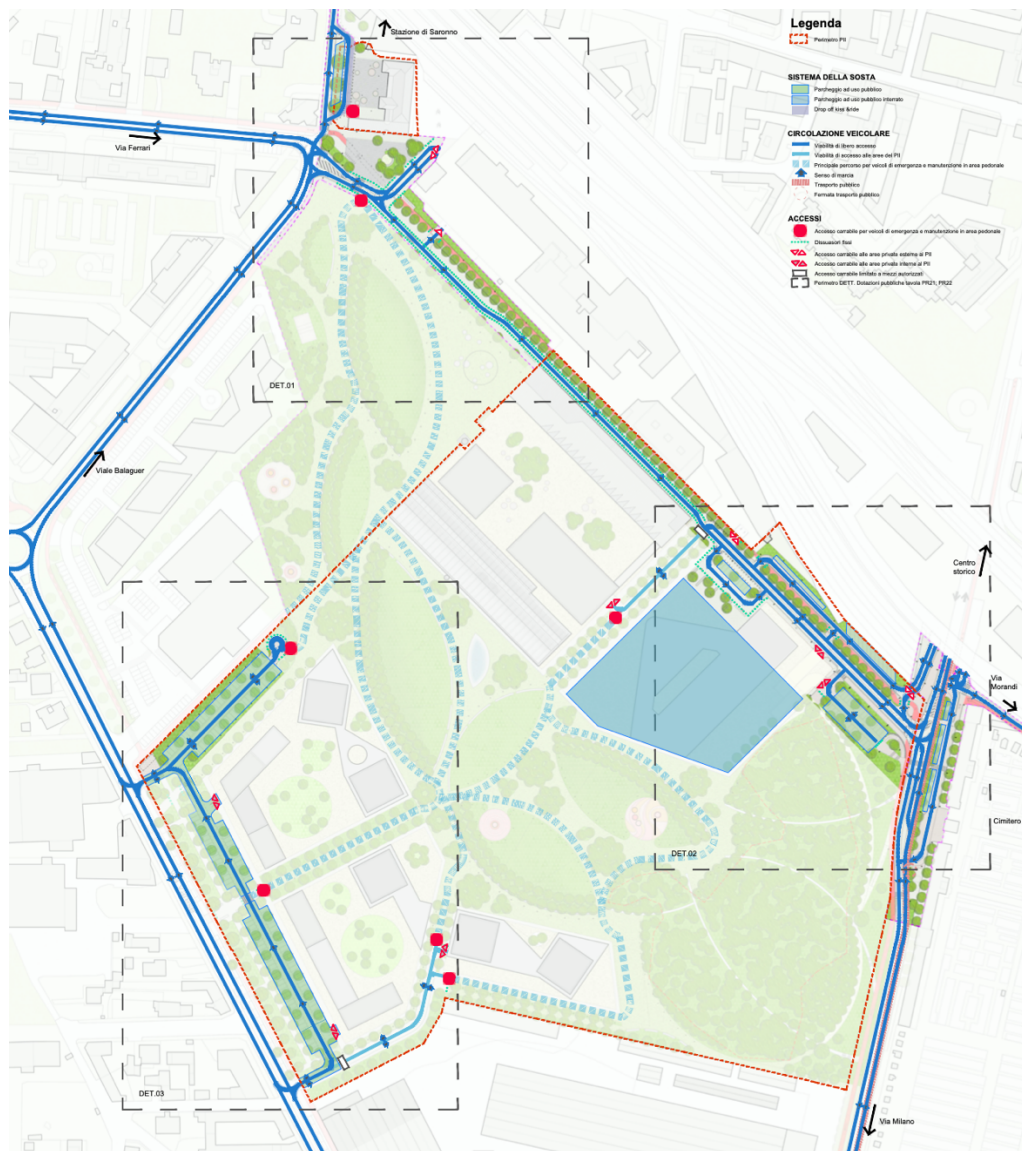 Legenda
Perimetro PII
SISTEMA DELLA SOSTA
Parcheggio ad uso pubblico
Parcheggio ad uso pubblico interrato
Drop off kiss &ride
CIRCOLAZIONE VEICOLARE
Viabilità di libero accesso
Viabilità di accesso alle aree del PII
Principale percorso per veicoli di emergenza e manutenzione in area pedonale
Senso di marcia
Trasporto pubblico
Fermata trasporto pubblico
ACCESSI
Accesso carrabile per veicoli di emergenza e manutenzione in area pedonale
Dissuasori fissi
Accesso carrabile alle aree private esterne al PII
Accesso carrabile alle aree private interne al PII
Accesso carrabile limitato a mezzi autorizzati
Perimetro DETT. Dotazioni pubbliche tavola PR21, PR22
Stazione di Saronno
Via Ferrari
DET.01
Viale Balaguer
Centro
storico
Via
Morandi
Cimitero
DET.02
DET.03
Via Milano